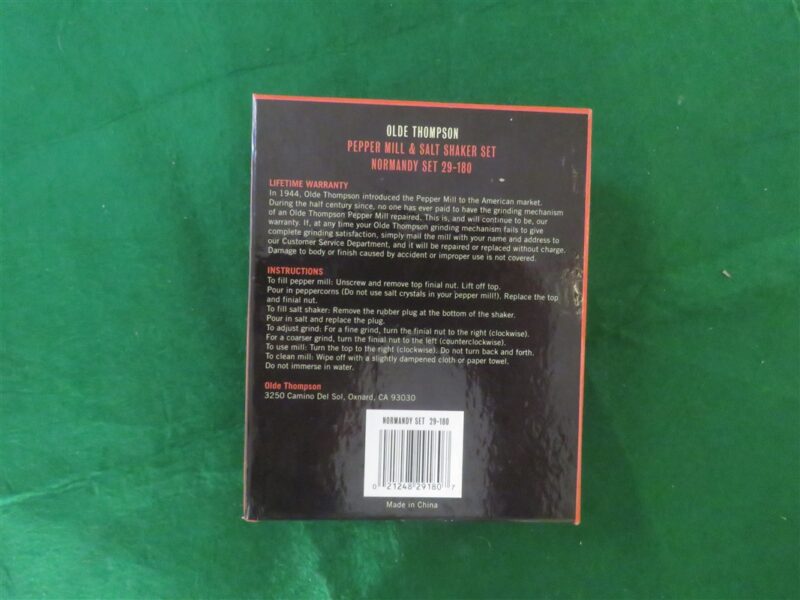 OLDE THOMPSON
PEPPER MILL & SALT SHAKER SET
NORMANDY SET 29-180
LIFETIME WARRANTY
In 1944, Olde Thompson introduced the Pepper Mill to the American market.
During the half century since, no one has ever paid to have the grinding mechanism
of an Olde Thompson Pepper Mill repaired. This is, and will continue to be, our
warranty. If, at any time your Olde Thompson grinding mechanism fails to give
complete grinding satisfaction, simply mail the mill with your name and address to
our Customer Service Department, and it will be repaired or replaced without charge.
Damage to body or finish caused by accident or improper use is not covered.
INSTRUCTIONS
To fill pepper mill: Unscrew and remove top finial nut. Lift off top.
Pour in peppercorns (Do not use salt crystals in your pepper mill!). Replace the top
and finial nut.
To fill salt shaker: Remove the rubber plug at the bottom of the shaker.
Pour in salt and replace the plug.
To adjust grind: For a fine grind, turn the finial nut to the right (clockwise).
For a coarser grind, turn the finial nut to the left (counterclockwise).
To use mill: Turn the top to the right (clockwise). Do not turn back and forth.
To clean mill: Wipe off with a slightly dampened cloth or paper towel.
Do not immerse in water.
Olde Thompson
3250 Camino Del Sol, Oxnard, CA 93030
NORMANDY SET 29-180
0 21248 29180 7
Made in China